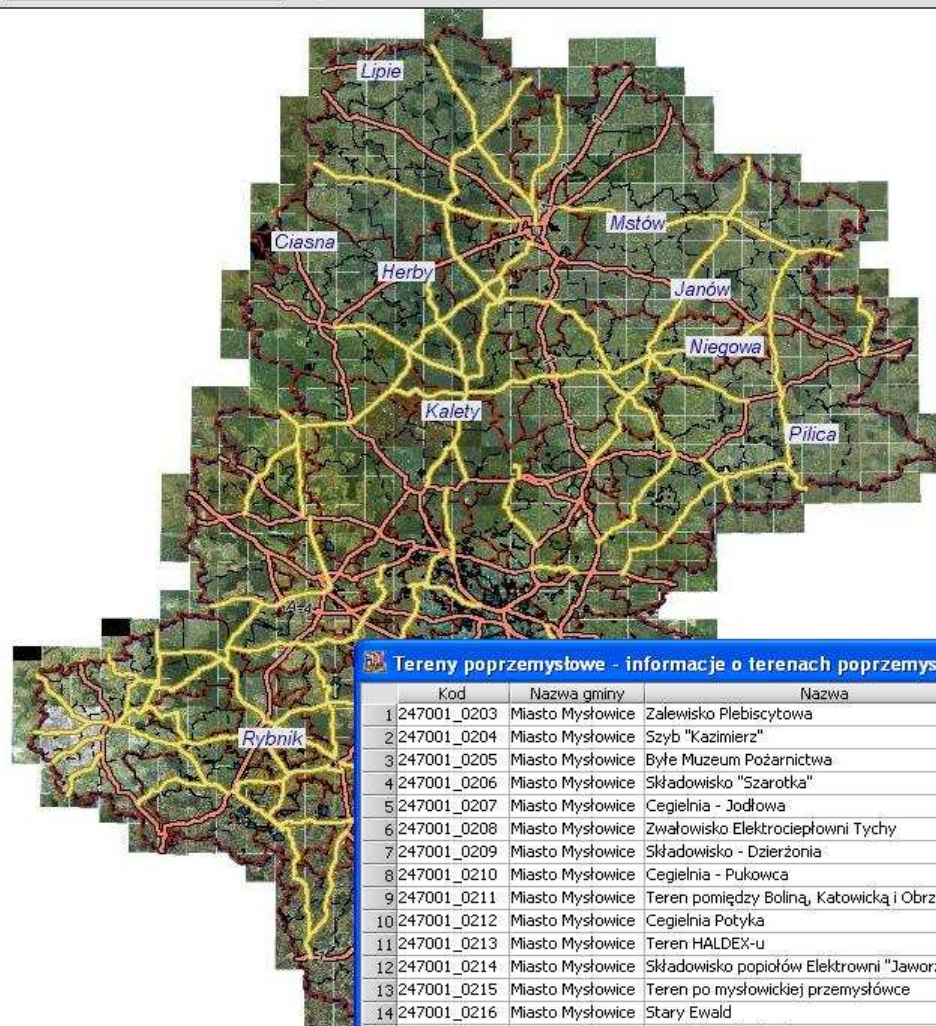 Lipie
Ciasna
Mstów
Herby
Janów
Niegowa
Kalety
Pilica
A-4
Rybnik
Tereny poprzemysłowe - informacje o terenach poprzemys
Kod Nazwa gminy Nazwa
1 247001_0203 Miasto Mysłowice Zalewisko Plebiscytowa
2 247001_0204 Miasto Mysłowice Szyb "Kazimierz"
3 247001_0205 Miasto Mysłowice Byłe Muzeum Pożarnictwa
4 247001_0206 Miasto Mysłowice Składowisko "Szarotka"
5 247001_0207 Miasto Mysłowice Cegielnia - Jodłowa
6 247001_0208 Miasto Mysłowice Zwałowisko Elektrociepłowni Tychy
7 247001_0209 Miasto Mysłowice Składowisko - Dzierżonia
8 247001_0210 Miasto Mysłowice Cegielnia - Pukowca
9 247001_0211 Miasto Mysłowice Teren pomiędzy Boliną, Katowicką i Obrz
10 247001_0212 Miasto Mysłowice Cegielnia Potyka
11 247001_0213 Miasto Mysłowice Teren HALDEX-u
12 247001_0214 Miasto Mysłowice Składowisko popiołów Elektrowni "Jaworz
13 247001_0215 Miasto Mysłowice Teren po mysłowickiej przemysłówce
14 247001_0216 Miasto Mysłowice Stary Ewald